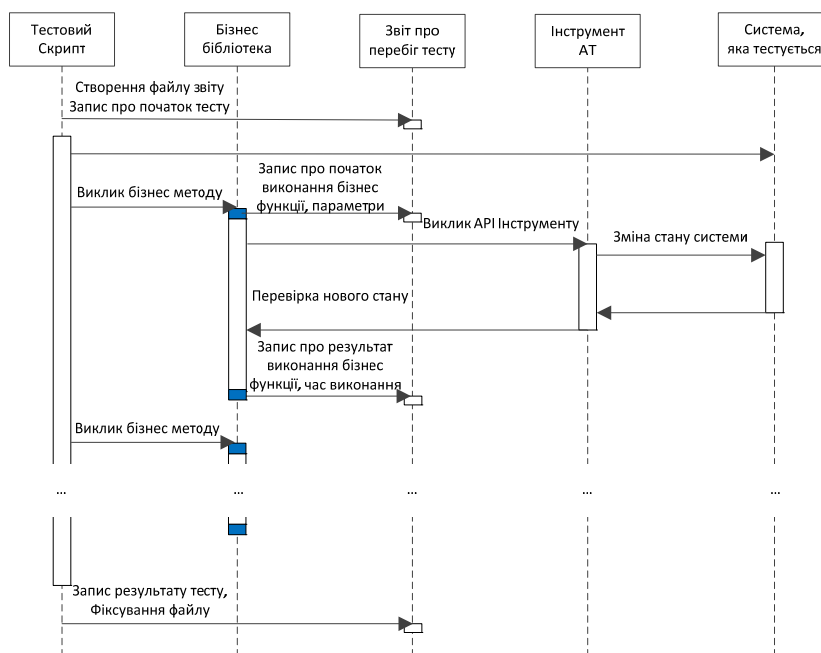 Тестовий
Скрипт
Бізнес
бібліотека
Звіт про
перебіг тесту
Інструмент
АТ
Система,
яка тестується
Створення файлу звіту
Запис про початок тесту
Запис про початок
виконання бізнес
функції, параметри
Виклик бізнес методу
Виклик АРІ Інструменту
Зміна стану системи
Перевірка нового стану
Запис про результат
виконання бізнес
функції, час виконання
Виклик бізнес методу
... ... ... ... ...
Запис результату тесту,
Фіксування файлу